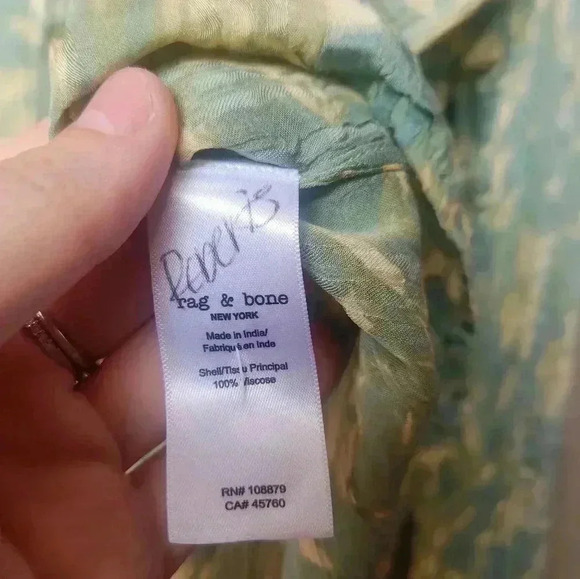 Roberts
rag & bone
NEW YORK
Made in India/
Fabriqué en Inde
Shell/Tissu Principal
100% Viscose
RN# 108879
CA# 45760